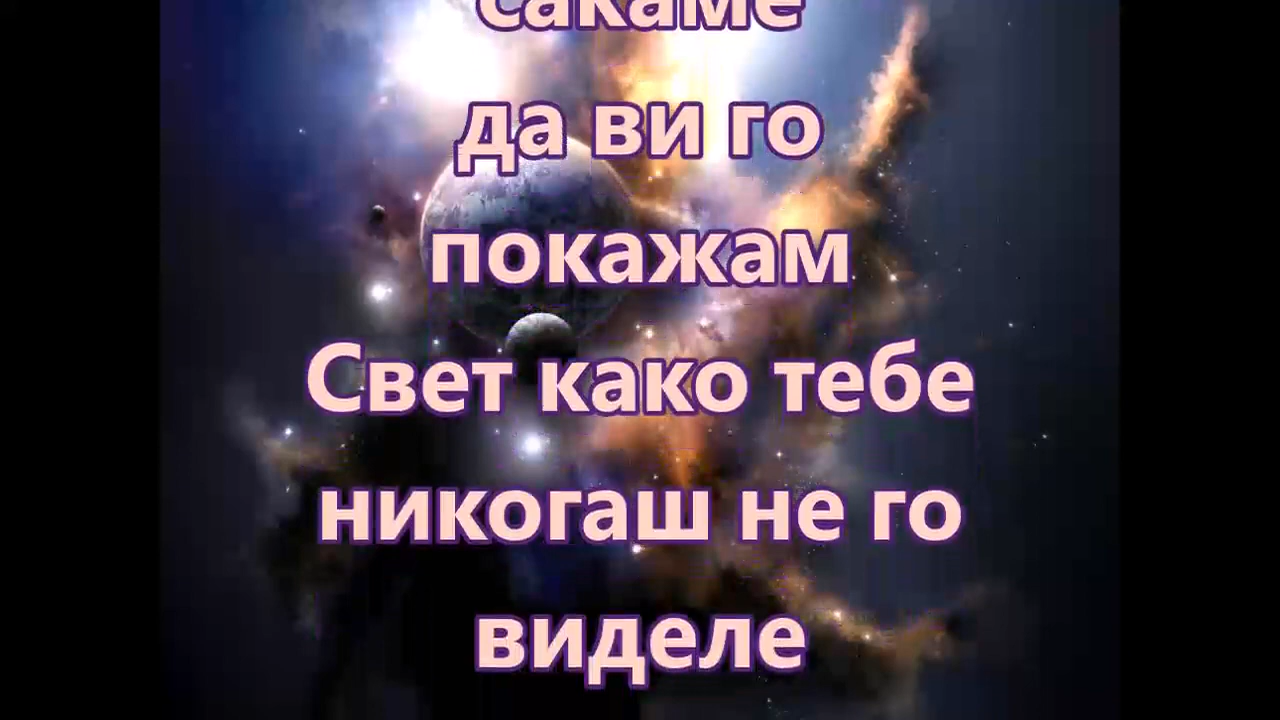 сакаме
да ви го
покажам
Свет како тебе
никогаш не го
виделе